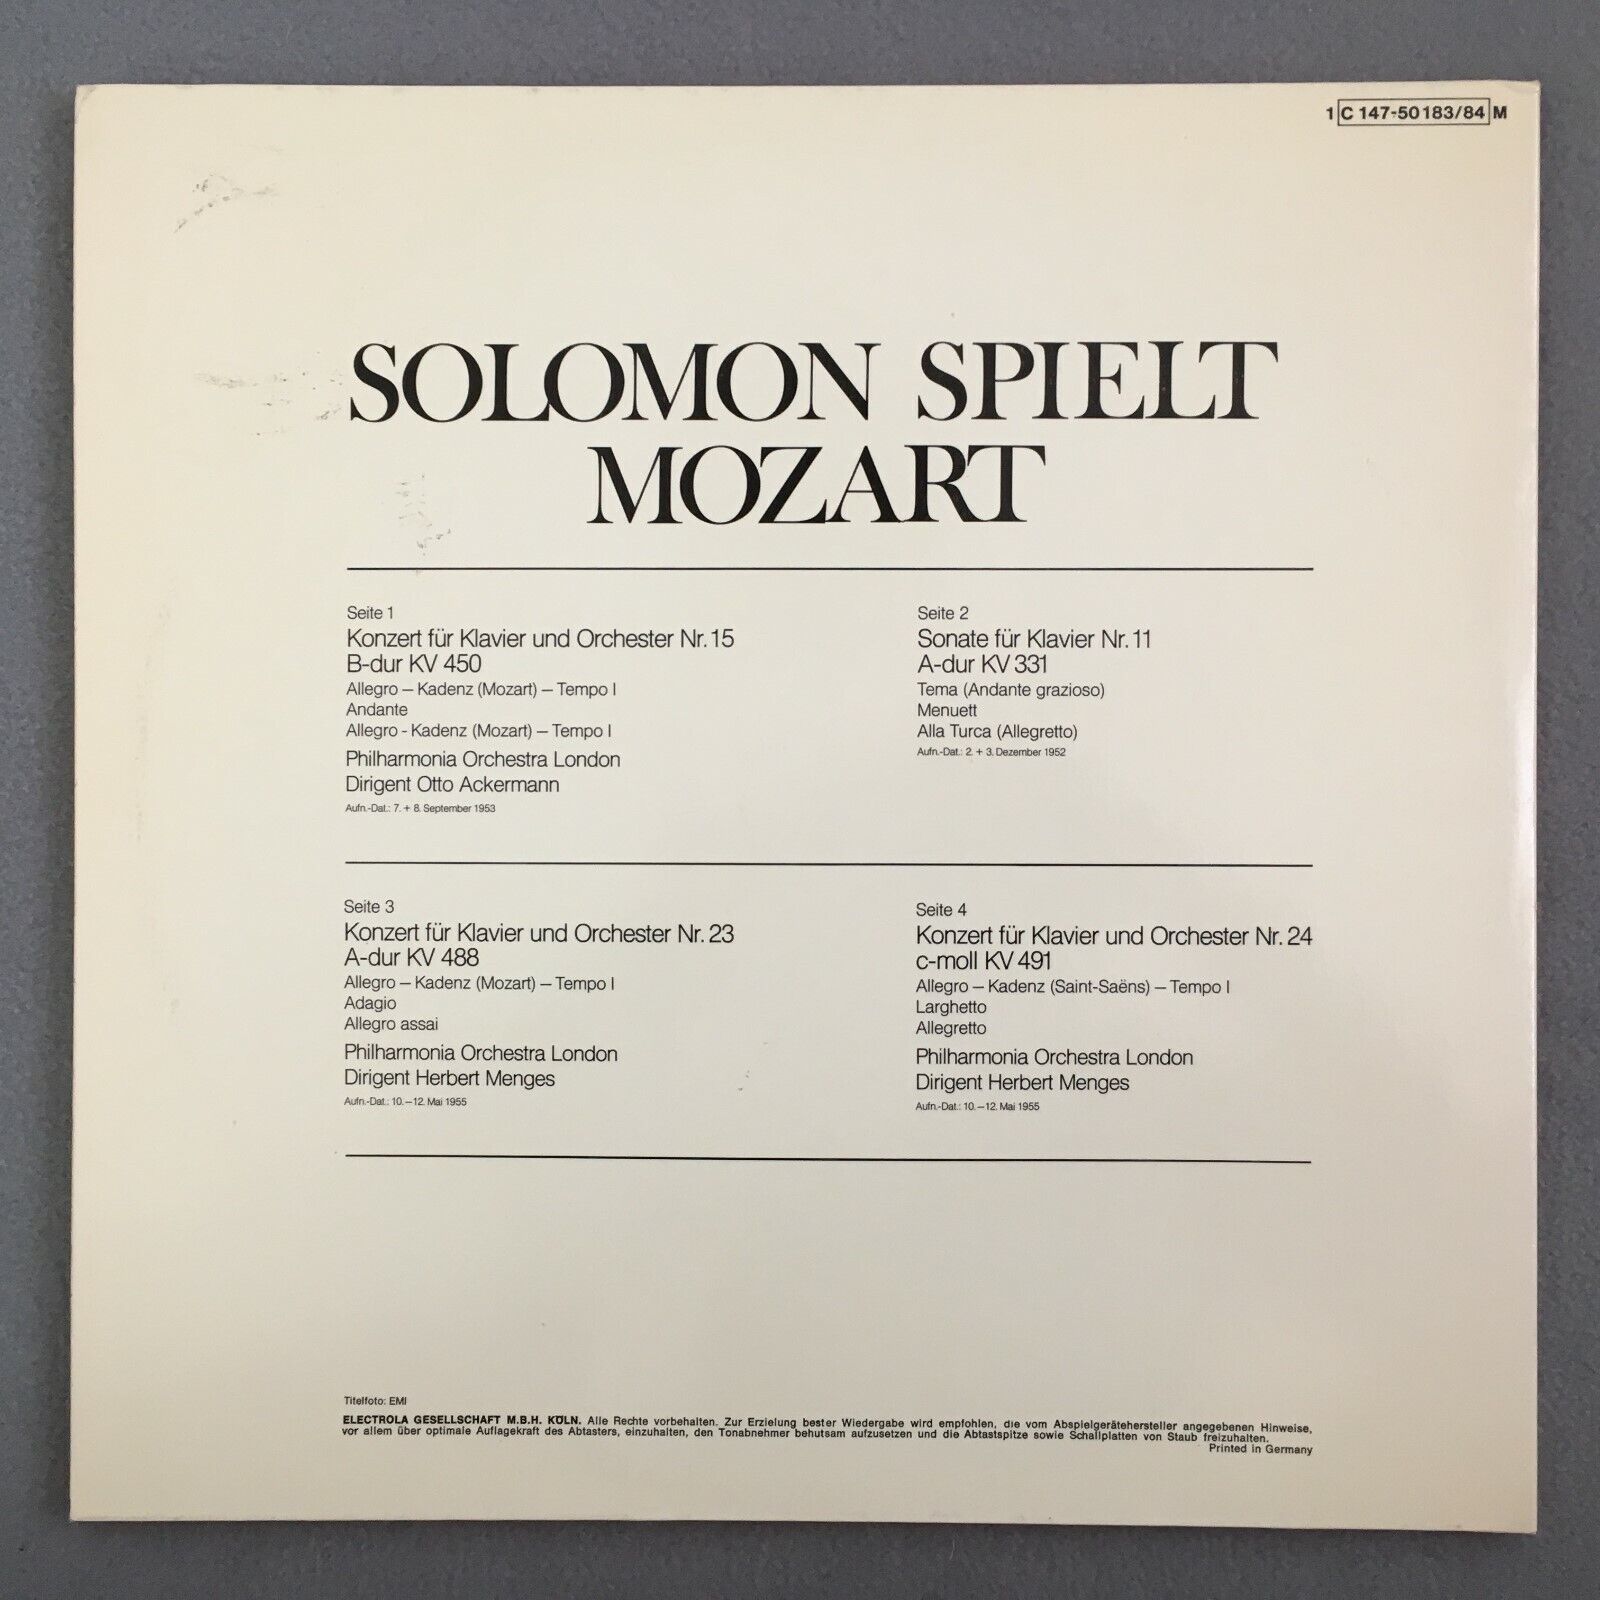 1 C 147-50183/84 M
SOLOMON SPIELT
MOZART
Seite 1
Konzert für Klavier und Orchester Nr. 15
B-dur KV 450
Allegro – Kadenz (Mozart) – Tempo I
Andante
Allegro - Kadenz (Mozart) – Tempo I
Philharmonia Orchestra London
Dirigent Otto Ackermann
Aufn.-Dat.: 7. + 8. September 1953
Seite 2
Sonate für Klavier Nr. 11
A-dur KV 331
Tema (Andante grazioso)
Menuett
Alla Turca (Allegretto)
Aufn.-Dat.: 2. + 3. Dezember 1952
Seite 3
Konzert für Klavier und Orchester Nr. 23
A-dur KV 488
Allegro – Kadenz (Mozart) – Tempo I
Adagio
Allegro assai
Philharmonia Orchestra London
Dirigent Herbert Menges
Aufn.-Dat.: 10. – 12. Mai 1955
Seite 4
Konzert für Klavier und Orchester Nr. 24
c-moll KV 491
Allegro – Kadenz (Saint-Saëns) – Tempo I
Larghetto
Allegretto
Philharmonia Orchestra London
Dirigent Herbert Menges
Aufn.-Dat.: 10. – 12. Mai 1955
Titelfoto: EMI
ELECTROLA GESELLSCHAFT M.B.H. KÖLN. Alle Rechte vorbehalten. Zur Erzielung bester Wiedergabe wird empfohlen, die vom Abspielgerätehersteller angegebenen Hinweise,
vor allem über optimale Auflagekraft des Abtasters, einzuhalten, den Tonabnehmer behutsam aufzusetzen und die Abtastspitze sowie Schallplatten von Staub freizuhalten.
Printed in Germany